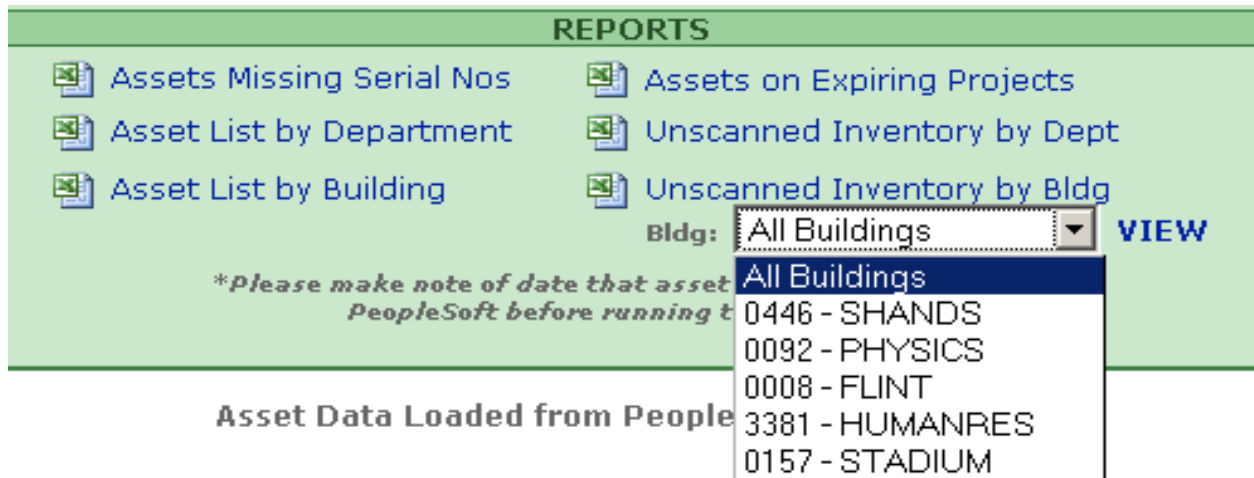 REPORTS
Assets Missing Serial Nos
Assets on Expiring Projects
Asset List by Department
Unscanned Inventory by Dept
Asset List by Building
Unscanned Inventory by Bldg
Bldg: All Buildings VIEW
All Buildings
0446 - SHANDS
0092 - PHYSICS
0008 - FLINT
3381 - HUMANRES
0157 - STADIUM
*Please make note of date that asset
PeopleSoft before running t
Asset Data Loaded from People